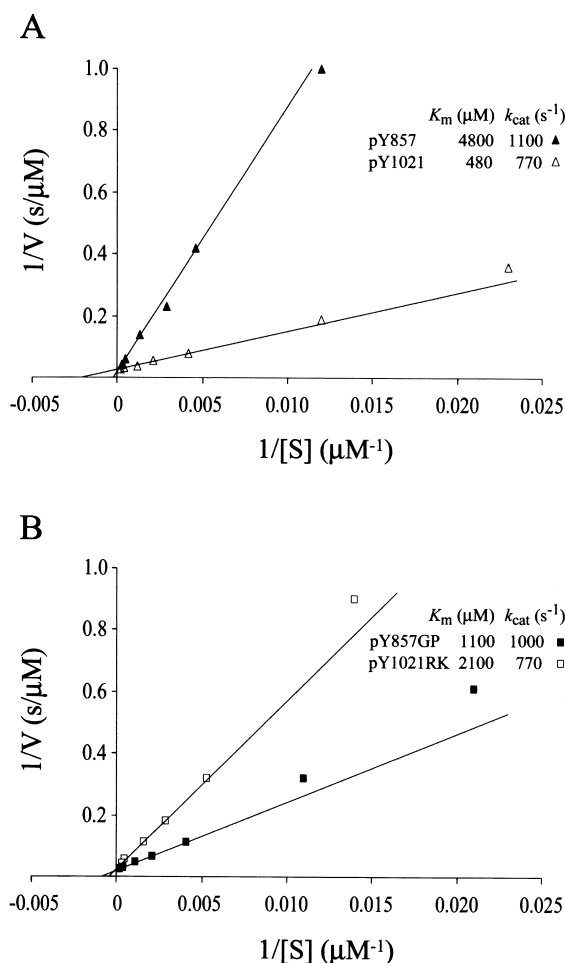 A
1.0
0.8
0.6
0.4
0.2
1/V (s/μM)
Km (μM) kcat (s-1)
pY857 4800 1100 ▲
pY1021 480 770 △
-0.005 0 0.005 0.010 0.015 0.020 0.025
1/[S] (μM-1)
B
1.0
0.8
0.6
0.4
0.2
1/V (s/μM)
Km (μM) kcat (s-1)
pY857GP 1100 1000 ■
pY1021RK 2100 770 □
-0.005 0 0.005 0.010 0.015 0.020 0.025
1/[S] (μM-1)